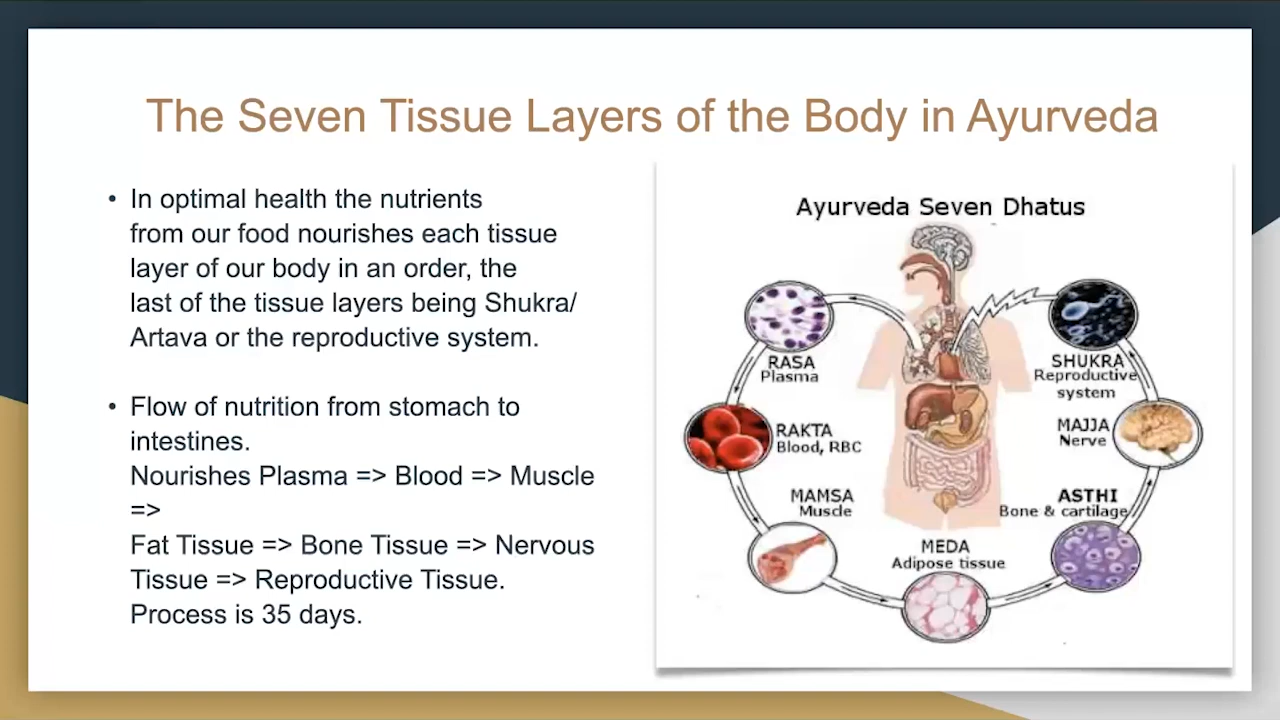 The Seven Tissue Layers of the Body in Ayurveda
• In optimal health the nutrients
from our food nourishes each tissue
layer of our body in an order, the
last of the tissue layers being Shukra/
Artava or the reproductive system.
• Flow of nutrition from stomach to
intestines.
Nourishes Plasma => Blood => Muscle
=>
Fat Tissue => Bone Tissue => Nervous
Tissue => Reproductive Tissue.
Process is 35 days.
Ayurveda Seven Dhatus
RASA
Plasma
RAKTA
Blood, RBC
MAMSA
Muscle
MEDA
Adipose tissue
ASTHI
Bone & cartilage
MAJJA
Nerve
SHUKRA
Reproductive
system